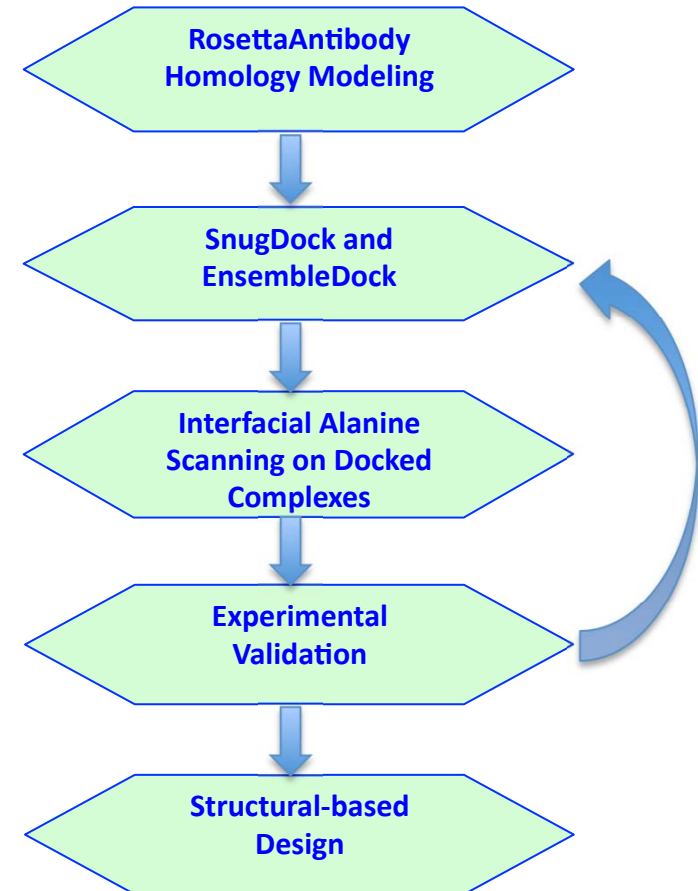 RosettaAntibody
Homology Modeling
SnugDock and
EnsembleDock
Interfacial Alanine
Scanning on Docked
Complexes
Experimental
Validation
Structural-based
Design